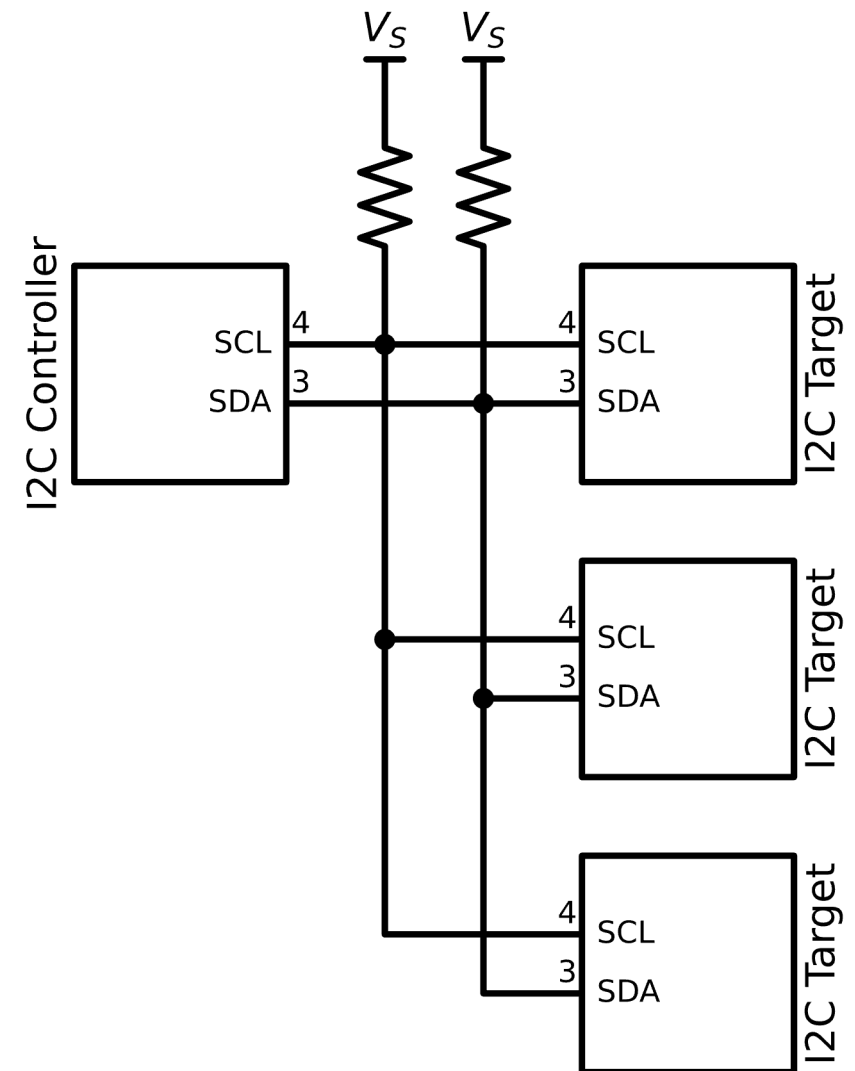 V_S V_S
I2C Controller
SCL 4
SDA 3
4 SCL
3 SDA
I2C Target
4 SCL
3 SDA
I2C Target
4 SCL
3 SDA
I2C Target